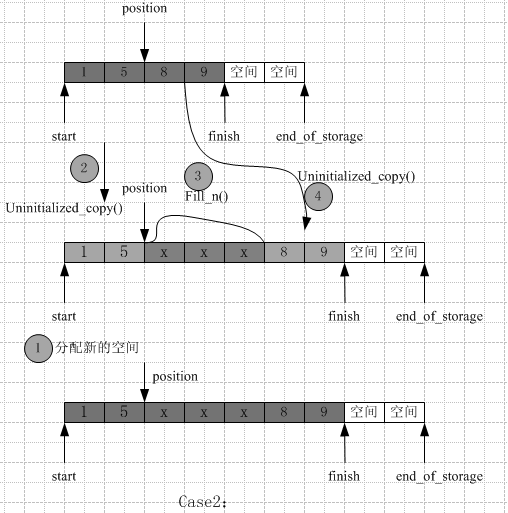 position
1 5 8 9 空间 空间
start finish end_of_storage
2 3 Uninitialized_copy()
Fill_n() 4
Uninitialized_copy() position
1 5 x x x 8 9 空间 空间
start finish end_of_storage
1 分配新的空间
position
1 5 x x x 8 9 空间 空间
start finish end_of_storage
Case2: